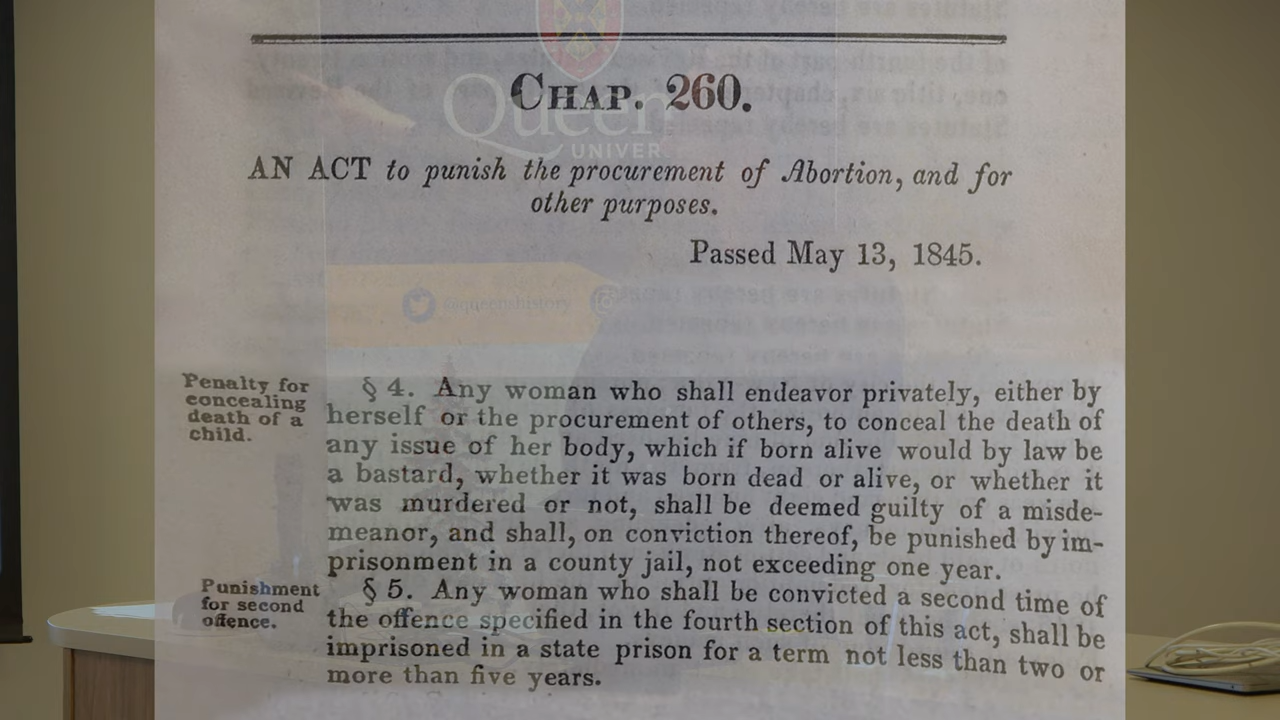 Queen
UNIVER
CHAP. 260.
AN ACT to punish the procurement of Abortion, and for
other purposes.
Passed May 13, 1845.
@queenshistory
Penalty for
concealing
death of a
child.
§ 4. Any woman who shall endeavor privately, either by
herself or the procurement of others, to conceal the death of
any issue of her body, which if born alive would by law be
a bastard, whether it was born dead or alive, or whether it
was murdered or not, shall be deemed guilty of a misde-
meanor, and shall, on conviction thereof, be punished by im-
prisonment in a county jail, not exceeding one year.
Punishment
for second
offence.
§ 5. Any woman who shall be convicted a second time of
the offence specified in the fourth section of this act, shall be
imprisoned in a state prison for a term not less than two or
more than five years.